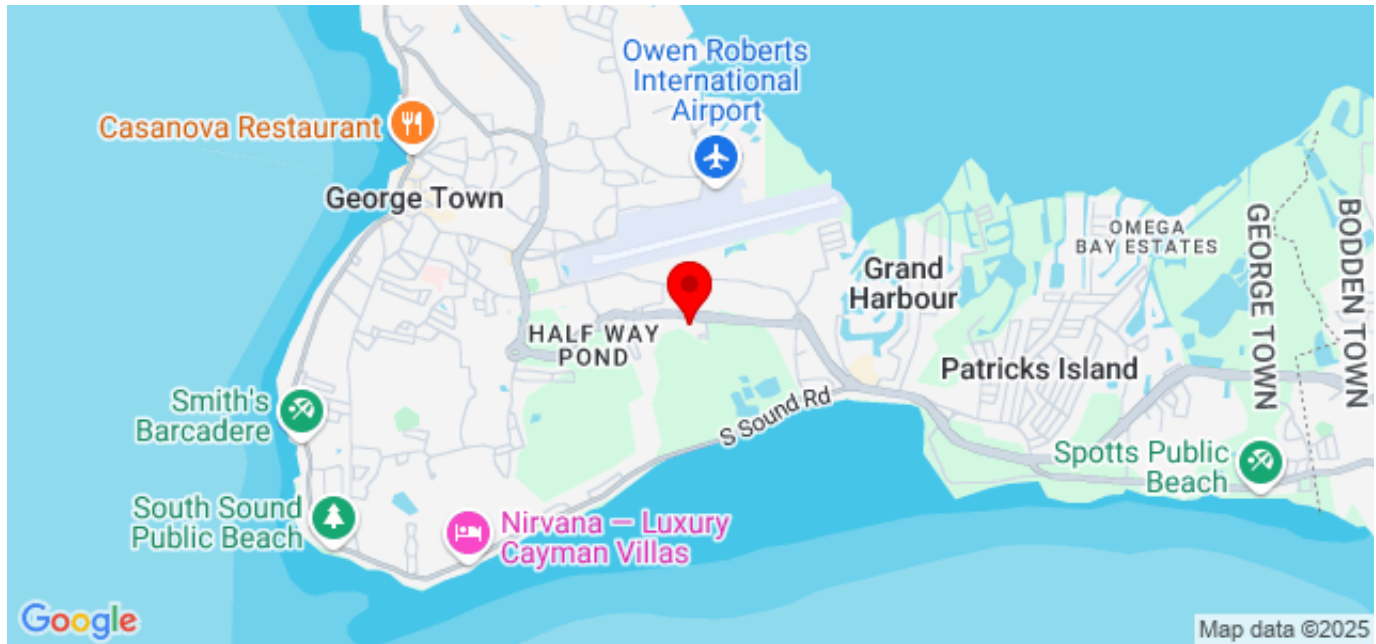 Owen Roberts
International
Airport
Casanova Restaurant
George Town
OMEGA
BAY ESTATES
GEORGE TOWN
BODDEN TOWN
Grand
Harbour
HALF WAY
POND
Patricks Island
Smith's
Barcadere
S Sound Rd
Spotts Public
Beach
South Sound
Public Beach
Nirvana – Luxury
Cayman Villas
Google
Map data ©2025